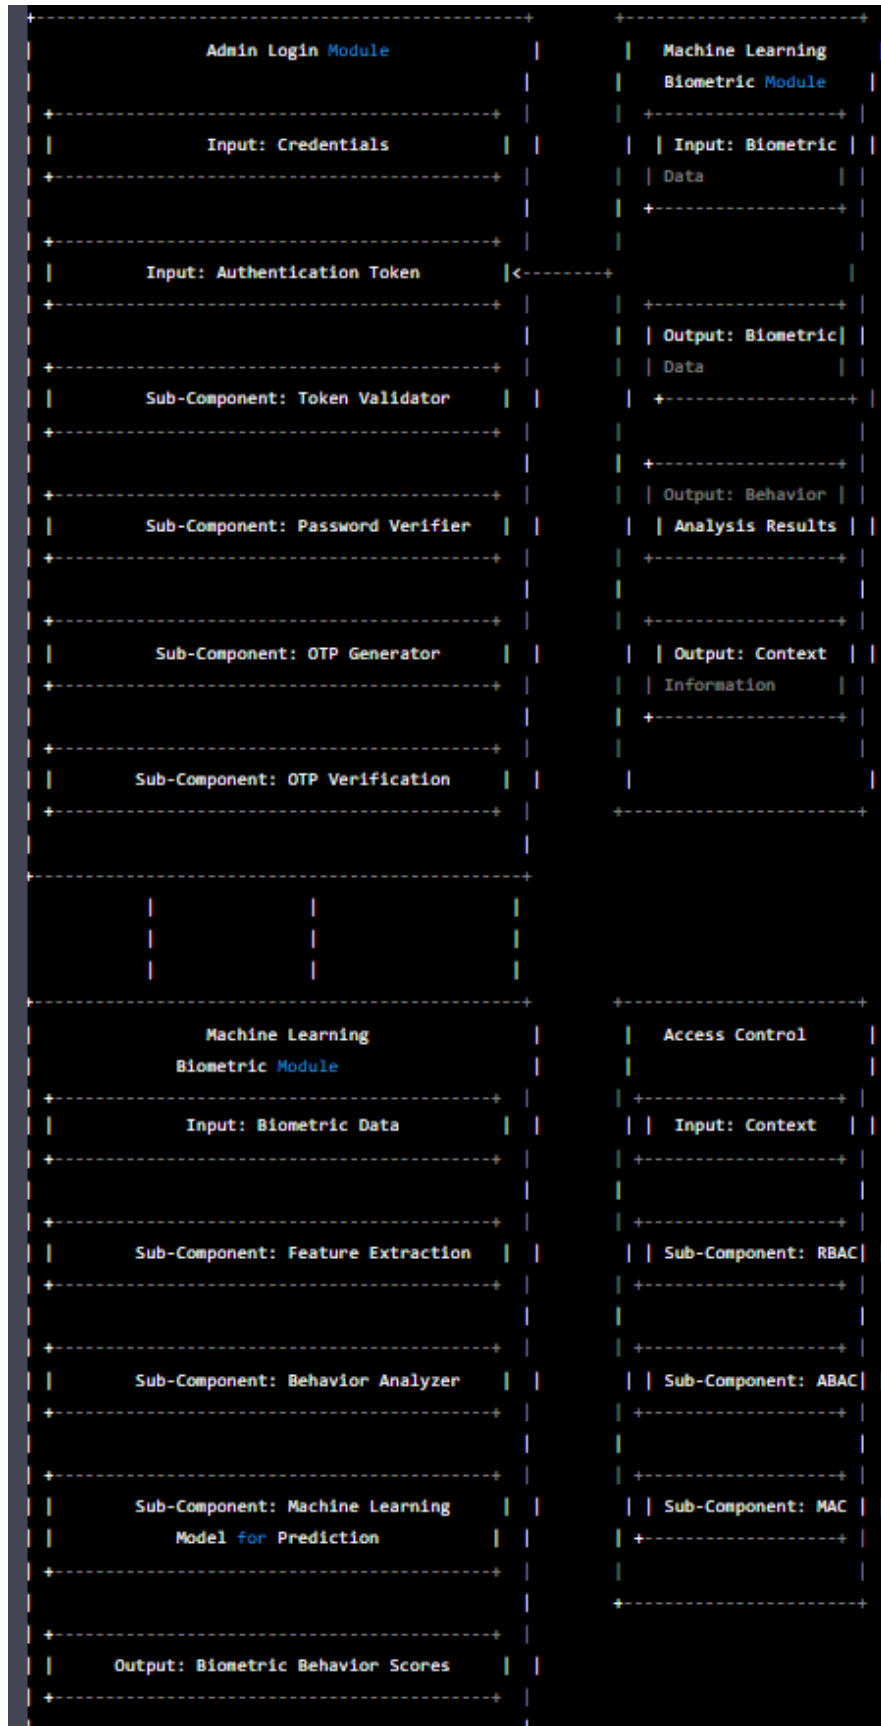 Admin Login Module
Machine Learning
Biometric Module
Input: Credentials
Input: Biometric
Data
Input: Authentication Token
Output: Biometric
Data
Sub-Component: Token Validator
Output: Behavior
Sub-Component: Password Verifier
Analysis Results
Sub-Component: OTP Generator
Output: Context
Information
Sub-Component: OTP Verification
Machine Learning
Access Control
Biometric Module
Input: Biometric Data
Input: Context
Sub-Component: Feature Extraction
Sub-Component: RBAC
Sub-Component: Behavior Analyzer
Sub-Component: ABAC
Sub-Component: Machine Learning
Sub-Component: MAC
Model for Prediction
Output: Biometric Behavior Scores